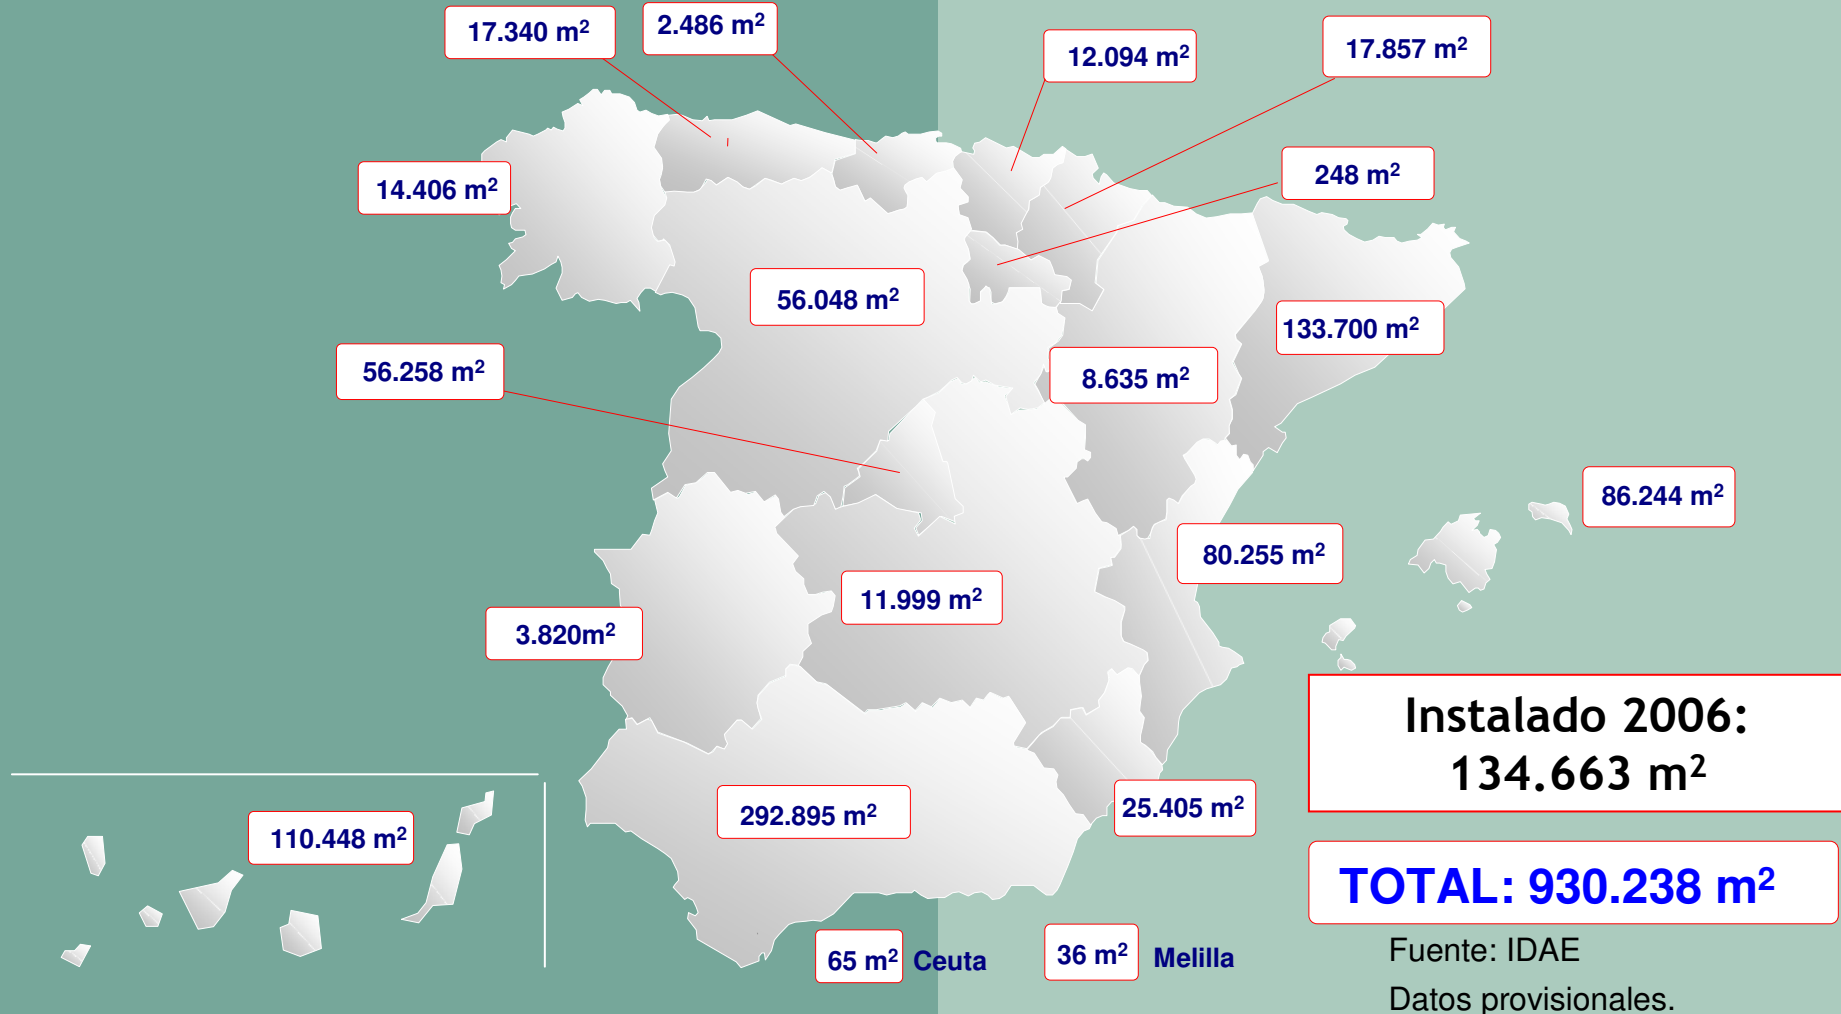 17.340 m²
2.486 m²
12.094 m²
17.857 m²
14.406 m²
248 m²
56.048 m²
133.700 m²
56.258 m²
8.635 m²
86.244 m²
80.255 m²
11.999 m²
3.820m²
Instalado 2006:
134.663 m²
292.895 m²
25.405 m²
110.448 m²
TOTAL: 930.238 m²
65 m² Ceuta
36 m² Melilla
Fuente: IDAE
Datos provisionales.